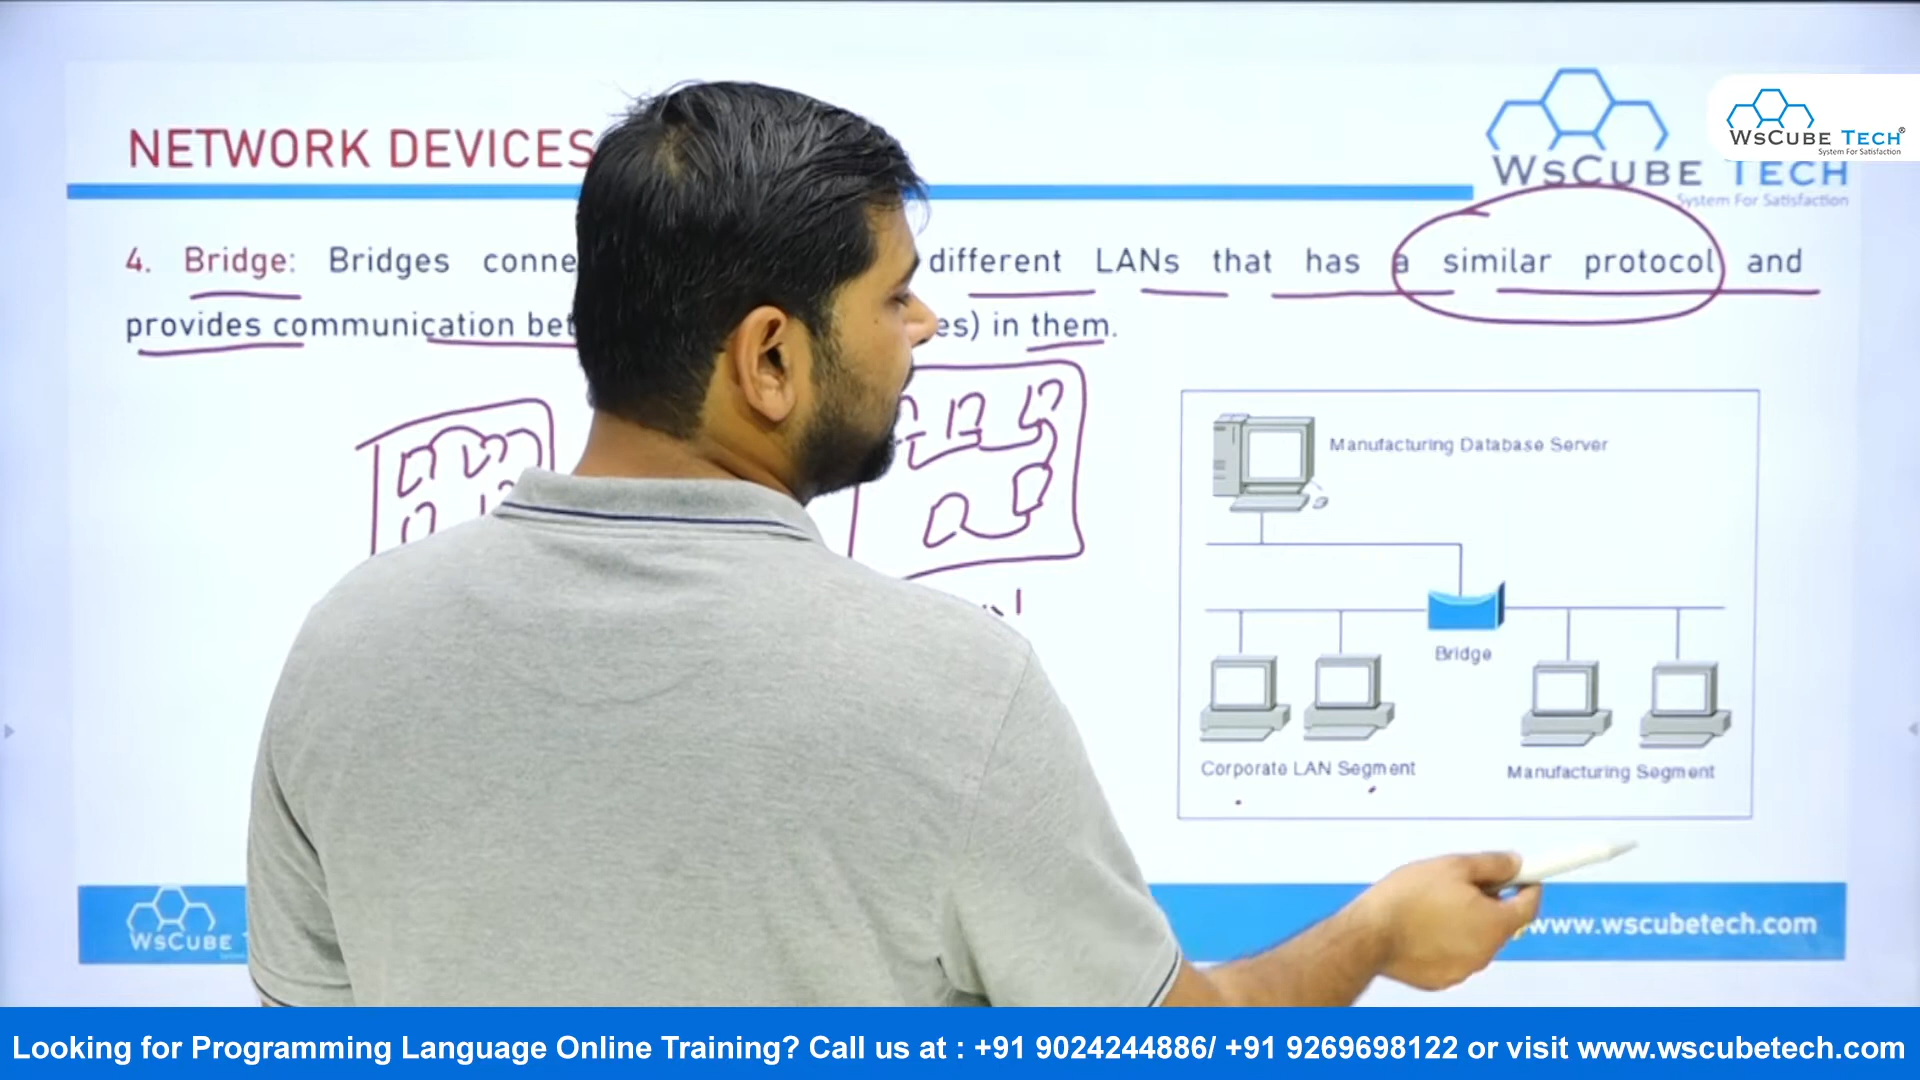 NETWORK DEVICES
WSCUBE TECH
System For Satisfaction
WSCUBE TECH®
System For Satisfaction
4. Bridge: Bridges conne different LANs that has a similar protocol and
provides communication bet es) in them.
Manufacturing Database Server
Bridge
Corporate LAN Segment
Manufacturing Segment
WSCUBE
www.wscubetech.com
Looking for Programming Language Online Training? Call us at : +91 9024244886/ +91 9269698122 or visit www.wscubetech.com